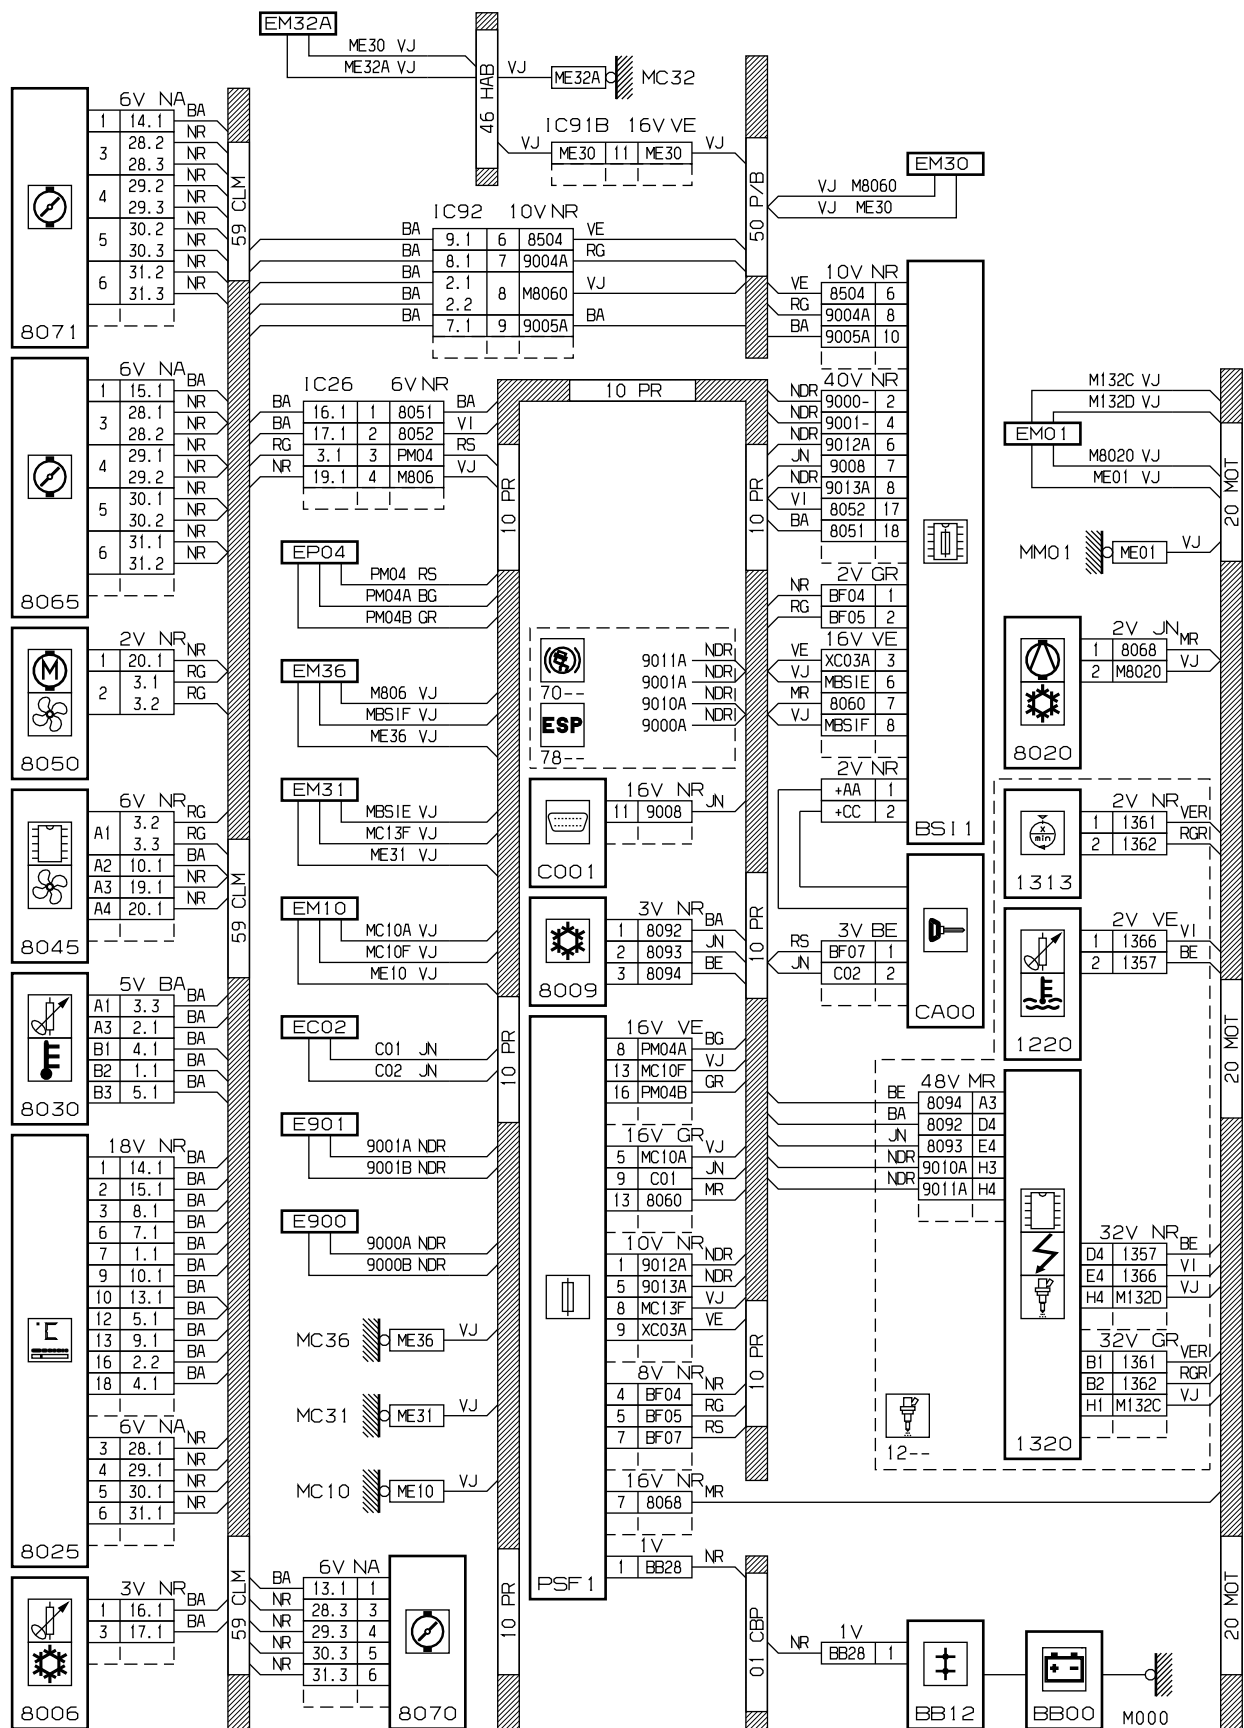 EM32A
ME30 VJ
ME32A VJ
46 HAB
VJ
ME32A
MC32
IC91B 16V VE
VJ ME30 11 ME30 VJ
50 P/B
EM30
VJ M8060
VJ ME30
6V NA
1 14.1 BA
28.2 NR
3
28.3 NR
29.2 NR
4
29.3 NR
30.2 NR
5
30.3 NR
31.2 NR
6
31.3 NR
8071
59 CLM
IC92 10V NR
BA 9.1 6 8504 VE
BA 8.1 7 9004A RG
BA 2.1
8 M8060 VJ
BA 2.2
BA 7.1 9 9005A BA
10V NR
VE 8504 6
RG 9004A 8
BA 9005A 10
6V NA
1 15.1 BA
28.1 NR
3
28.2 NR
29.1 NR
4
29.2 NR
30.1 NR
5
30.2 NR
31.1 NR
6
31.2 NR
8065
IC26 6V NR
BA 16.1 1 8051 BA
BA 17.1 2 8052 VI
RG 3.1 3 PM04 RS
NR 19.1 4 M806 VJ
10 PR
10 PR
10 PR
40V NR
NDR 9000- 2
NDR 9001- 4
NDR 9012A 6
JN 9008 7
NDR 9013A 8
VI 8052 17
BA 8051 18
2V GR
NR BF04 1
RG BF05 2
16V VE
VE XC03A 3
VJ MBSIE 6
MR 8060 7
VJ MBSIF 8
2V NR
+AA 1
+CC 2
BSI1
M132C VJ
M132D VJ
EM01
M8020 VJ
ME01 VJ
20 MOT
MM01 ME01 VJ
EP04
PM04 RS
PM04A BG
PM04B GR
EM36
M806 VJ
MBSIF VJ
ME36 VJ
EM31
MBSIE VJ
MC13F VJ
ME31 VJ
EM10
MC10A VJ
MC10F VJ
ME10 VJ
EC02
C01 JN
C02 JN
E901
9001A NDR
9001B NDR
E900
9000A NDR
9000B NDR
MC36 ME36 VJ
MC31 ME31 VJ
MC10 ME10 VJ
10 PR
10 PR
70--
ESP
78--
9011A NDR
9001A NDR
9010A NDR
9000A NDR
16V NR
11 9008 JN
C001
3V NR
1 8092 BA
2 8093 JN
3 8094 BE
8009
10 PR
10 PR
16V VE
8 PM04A BG
13 MC10F VJ
16 PM04B GR
16V GR
5 MC10A VJ
9 C01 JN
13 8060 MR
10V NR
1 9012A NDR
5 9013A NDR
8 MC13F VJ
9 XC03A VE
8V NR
4 BF04 NR
5 BF05 RG
7 BF07 RS
16V NR
7 8068 MR
1V
1 BB28 NR
PSF1
2V NR
1 20.1 NR
3.1 RG
2
3.2 RG
8050
6V NR
3.2 RG
A1
3.3 RG
A2 10.1 BA
A3 19.1 NR
A4 20.1 NR
8045
59 CLM
5V BA
A1 3.3 BA
A3 2.1 BA
B1 4.1 BA
B2 1.1 BA
B3 5.1 BA
8030
18V NR
1 14.1 BA
2 15.1 BA
3 8.1 BA
6 7.1 BA
7 1.1 BA
9 10.1 BA
10 13.1 BA
12 5.1 BA
13 9.1 BA
16 2.2 BA
18 4.1 BA
°C
6V NA
3 28.1 NR
4 29.1 NR
5 30.1 NR
6 31.1 NR
8025
3V NR
1 16.1 BA
3 17.1 BA
8006
59 CLM
6V NA
BA 13.1 1
NR 28.3 3
NR 29.3 4
NR 30.3 5
NR 31.3 6
8070
2V JN
1 8068 MR
2 M8020 VJ
8020
2V NR
1 1361 VER
2 1362 RGR
x
min
1313
2V VE
1 1366 VI
2 1357 BE
1220
3V BE
RS BF07 1
JN C02 2
CA00
20 MOT
48V MR
BE 8094 A3
BA 8092 D4
JN 8093 E4
NDR 9010A H3
NDR 9011A H4
32V NR
D4 1357 BE
E4 1366 VI
H4 M132D VJ
32V GR
B1 1361 VER
B2 1362 RGR
H1 M132C VJ
1320
12--
01 CBP
1V
NR BB28 1
BB12
+ -
BB00
M000
20 MOT